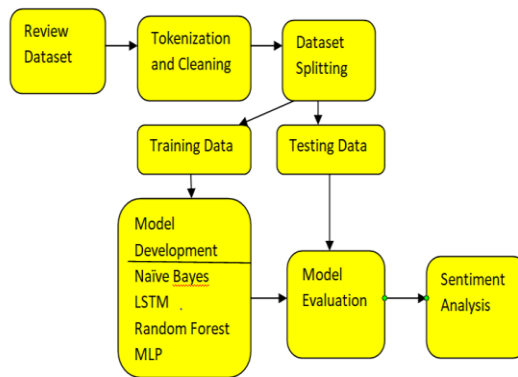 Review
Dataset
Tokenization
and Cleaning
Dataset
Splitting
Training Data
Testing Data
Model
Development
Naïve Bayes
LSTM
Random Forest
MLP
Model
Evaluation
Sentiment
Analysis